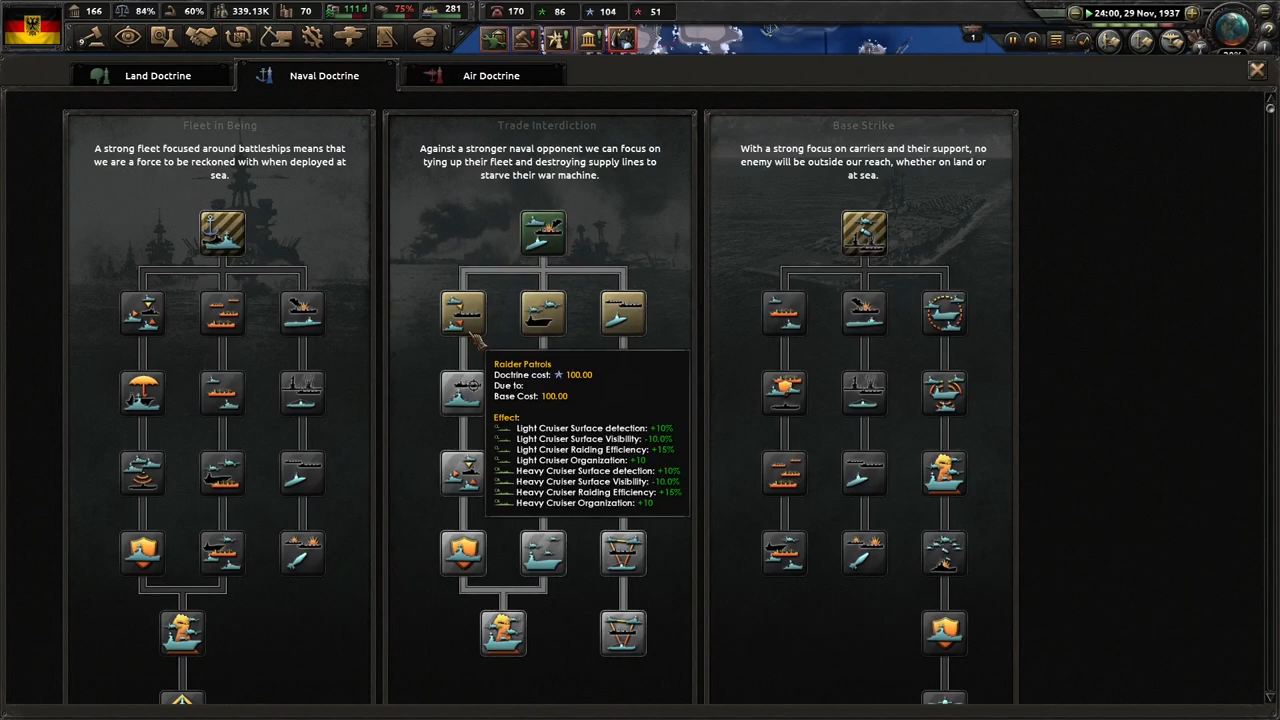 166
84%
60%
339.13K
70
111 d
75%
281
170
86
104
51
24:00, 29 Nov, 1937
9
1
Land Doctrine
Naval Doctrine
Air Doctrine
Fleet in Being
A strong fleet focused around battleships means that
we are a force to be reckoned with when deployed at
sea.
Trade Interdiction
Against a stronger naval opponent we can focus on
tying up their fleet and destroying supply lines to
starve their war machine.
Base Strike
With a strong focus on carriers and their support, no
enemy will be outside our reach, whether on land or
at sea.
Raider Patrols
Doctrine cost: 100.00
Due to:
Base Cost: 100.00
Effect:
Light Cruiser Surface detection: +10%
Light Cruiser Surface Visibility: -10.0%
Light Cruiser Raiding Efficiency: +15%
Light Cruiser Organization: +10
Heavy Cruiser Surface detection: +10%
Heavy Cruiser Surface Visibility: -10.0%
Heavy Cruiser Raiding Efficiency: +15%
Heavy Cruiser Organization: +10